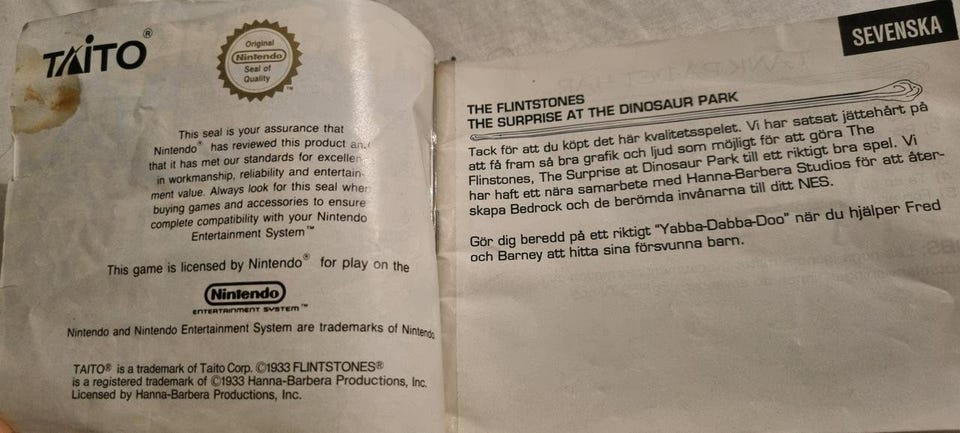 TAITO®
Original
Nintendo
Seal of
Quality
™
This seal is your assurance that
Nintendo® has reviewed this product
that it has met our standards for
in workmanship, reliability and
ment value. Always look for this seal
buying games and accessories to ensure
complete compatibility with your Nintendo
Entertainment System™
This game is licensed by Nintendo® for play on the
Nintendo
ENTERTAINMENT SYSTEM™
Nintendo and Nintendo Entertainment System are trademarks of Nintendo
TAITO® is a trademark of Taito Corp. ©1933 FLINTSTONES®
is a registered trademark of ©1933 Hanna-Barbera Productions, Inc.
Licensed by Hanna-Barbera Productions, Inc.
SEVENSKA
THE FLINTSTONES
THE SURPRISE AT THE DINOSAUR PARK
Tack för att du köpt det här kvalitetsspelet. Vi har satsat jättehårt på
att få fram så bra grafik och ljud som möjligt för att göra The
Flinstones, The Surprise at Dinosaur Park till ett riktigt bra spel. Vi
har haft ett nära samarbete med Hanna-Barbera Studios för att åter-
skapa Bedrock och de berömda invånarna till ditt NES.
Gör dig beredd på ett riktigt "Yabba-Dabba-Doo" när du hjälper Fred
och Barney att hitta sina försvunna barn.